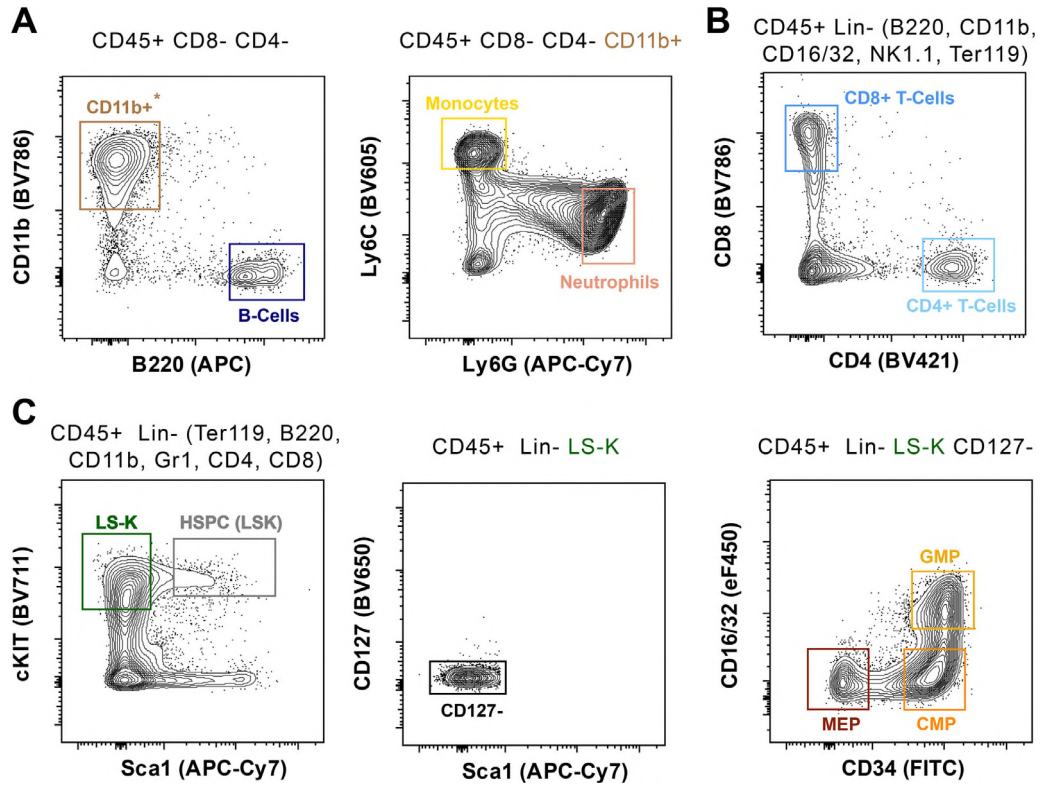 A
CD45+ CD8- CD4-
CD11b+*
CD11b (BV786)
B-Cells
B220 (APC)
CD45+ CD8- CD4- CD11b+
Monocytes
Ly6C (BV605)
Neutrophils
Ly6G (APC-Cy7)
B
CD45+ Lin- (B220, CD11b,
CD16/32, NK1.1, Ter119)
CD8+ T-Cells
CD8 (BV786)
CD4+ T-Cells
CD4 (BV421)
C
CD45+ Lin- (Ter119, B220,
CD11b, Gr1, CD4, CD8)
LS-K
HSPC (LSK)
cKIT (BV711)
Sca1 (APC-Cy7)
CD45+ Lin- LS-K
CD127 (BV650)
CD127-
Sca1 (APC-Cy7)
CD45+ Lin- LS-K CD127-
GMP
CD16/32 (eF450)
MEP
CMP
CD34 (FITC)